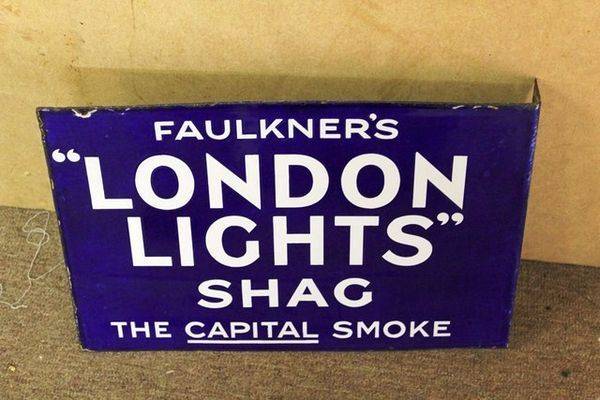 FAULKNER'S
“LONDON
LIGHTS”
SHAG
THE CAPITAL SMOKE